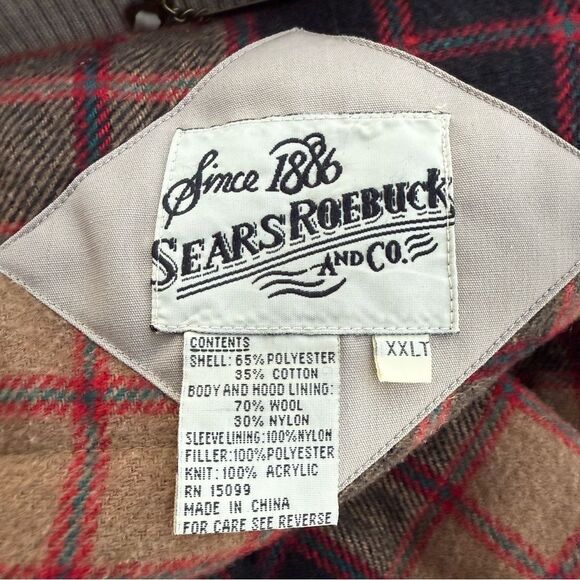 Since 1886
SEARS ROEBUCK
AND CO.
CONTENTS
SHELL: 65% POLYESTER
35% COTTON
BODY AND HOOD LINING:
70% WOOL
30% NYLON
SLEEVE LINING: 100% NYLON
FILLER: 100% POLYESTER
KNIT: 100% ACRYLIC
RN 15099
MADE IN CHINA
FOR CARE SEE REVERSE
XXLT